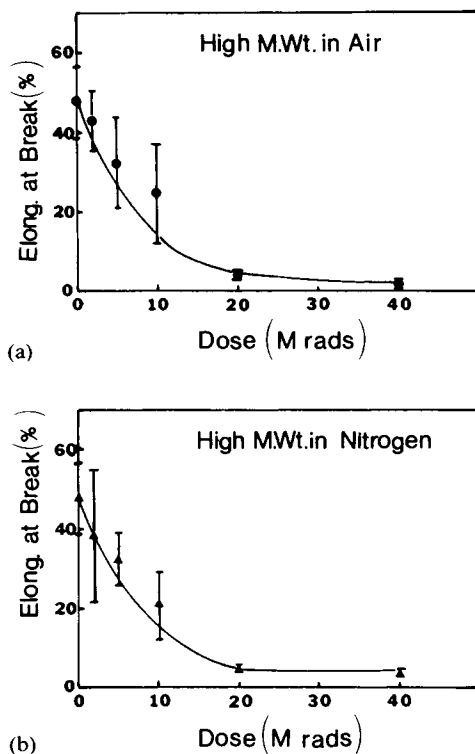 High M.Wt. in Air
Elong. at Break(%)
60
40
20
0
0 10 20 30 40
Dose (M rads)
(a)
High M.Wt.in Nitrogen
Elong. at Break(%)
60
40
20
0
0 10 20 30 40
Dose (M rads)
(b)